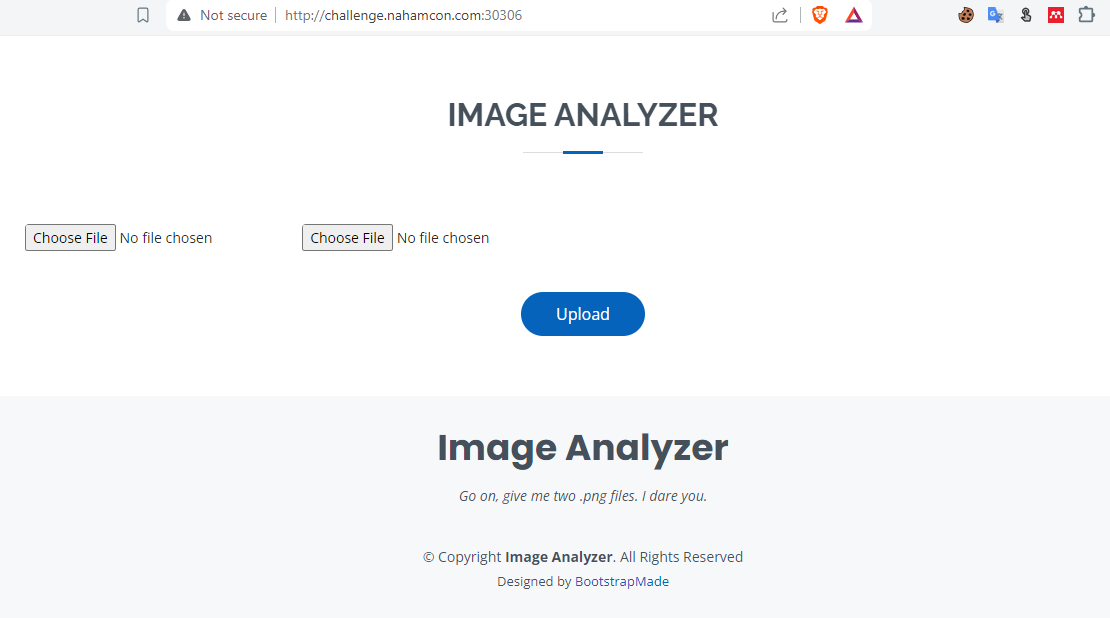 Not secure http://challenge.nahamcon.com:30306
IMAGE ANALYZER
Choose File No file chosen Choose File No file chosen
Upload
Image Analyzer
Go on, give me two .png files. I dare you.
© Copyright Image Analyzer. All Rights Reserved
Designed by BootstrapMade